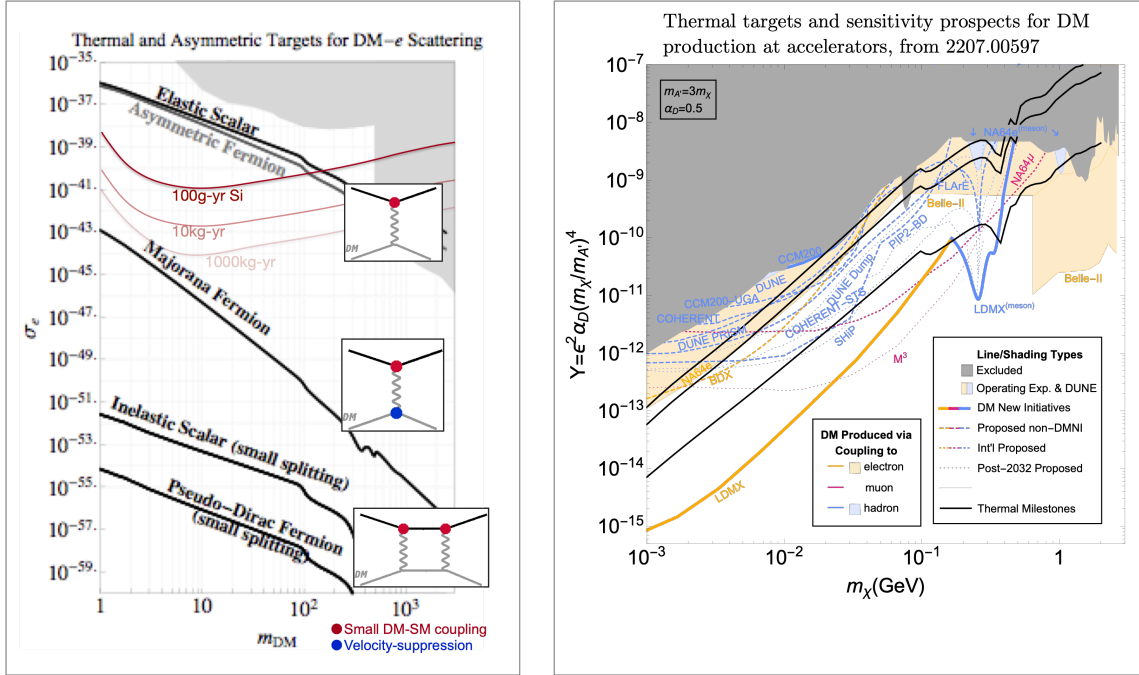 Thermal and Asymmetric Targets for DM−e Scattering
10^−35.
10^−37.
10^−39.
10^−41.
10^−43.
10^−45.
10^−47.
10^−49.
10^−51.
10^−53.
10^−55.
10^−57.
10^−59.
σe
Elastic Scalar
Asymmetric Fermion
100g-yr Si
10kg-yr
1000kg-yr
Majorana Fermion
Inelastic Scalar (small splitting)
Pseudo−Dirac Fermion
(small splitting)
DM
DM
DM
1
10
10^2
10^3
mDM
Small DM-SM coupling
Velocity-suppression
Thermal targets and sensitivity prospects for DM
production at accelerators, from 2207.00597
10^−7
10^−8
10^−9
10^−10
10^−11
10^−12
10^−13
10^−14
10^−15
Y=ϵ^2αD(mχ/mA')^4
mA'=3mχ
αD=0.5
NA64e(meson)
NA64μ
FLArE
Belle−II
PIP2−BD
CCM200
DUNE
DUNE Dump
CCM200−UGA
COHERENT
COHERENT−STS
DUNE PRISM
SHiP
NA64e
BDX
M^3
LDMX(meson)
Belle−II
LDMX
Line/Shading Types
Excluded
Operating Exp. & DUNE
DM New Initiatives
Proposed non−DMNI
Int'l Proposed
Post−2032 Proposed
Thermal Milestones
DM Produced via
Coupling to
electron
muon
hadron
10^−3
10^−2
10^−1
10^0
mχ(GeV)